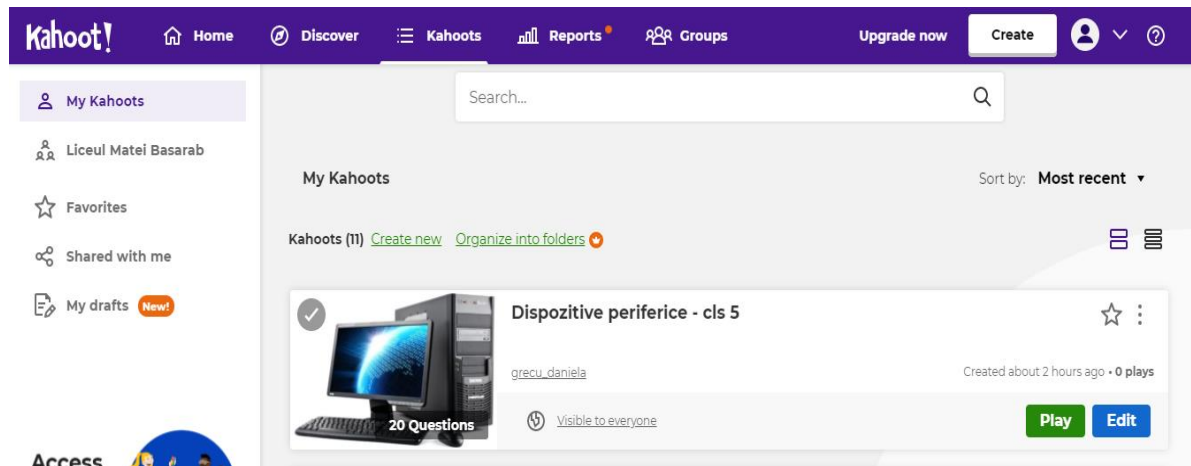 Kahoot! Home Discover Kahoots Reports Groups Upgrade now Create
My Kahoots
Liceul Matei Basarab
Favorites
Shared with me
My drafts New!
Access
Search...
My Kahoots Sort by: Most recent
Kahoots (11) Create new Organize into folders
Dispozitive periferice - cls 5
grecu_daniela Created about 2 hours ago • 0 plays
20 Questions Visible to everyone Play Edit